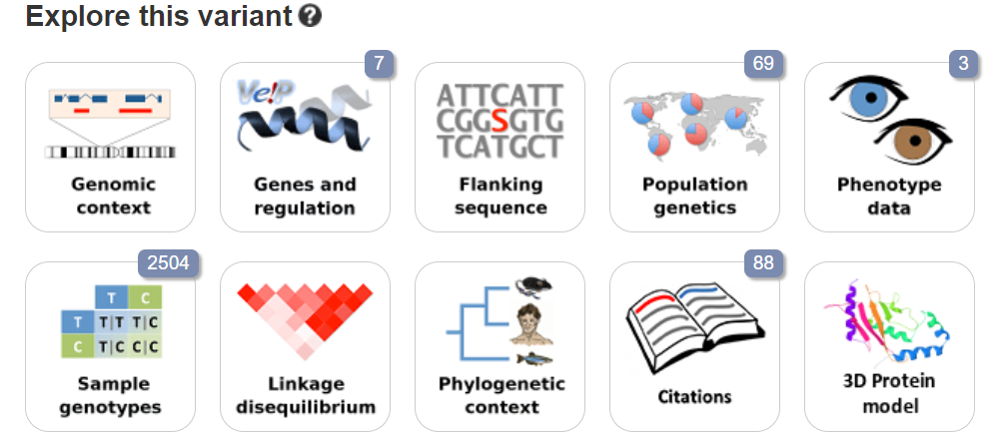 Explore this variant ?
7
69
3
Ve!P
ATTCATT
CGGSGTG
TCATGCT
Genomic
context
Genes and
regulation
Flanking
sequence
Population
genetics
Phenotype
data
2504
88
T C
T T|T T|C
C T|C C|C
Sample
genotypes
Linkage
disequilibrium
Phylogenetic
context
Citations
3D Protein
model